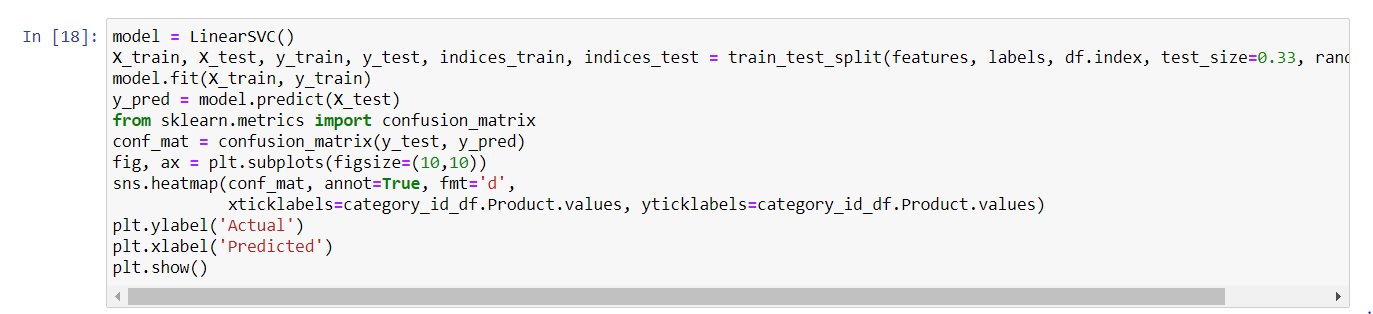 In [18]: model = LinearSVC()
X_train, X_test, y_train, y_test, indices_train, indices_test = train_test_split(features, labels, df.index, test_size=0.33, rand
model.fit(X_train, y_train)
y_pred = model.predict(X_test)
from sklearn.metrics import confusion_matrix
conf_mat = confusion_matrix(y_test, y_pred)
fig, ax = plt.subplots(figsize=(10,10))
sns.heatmap(conf_mat, annot=True, fmt='d',
            xticklabels=category_id_df.Product.values, yticklabels=category_id_df.Product.values)
plt.ylabel('Actual')
plt.xlabel('Predicted')
plt.show()